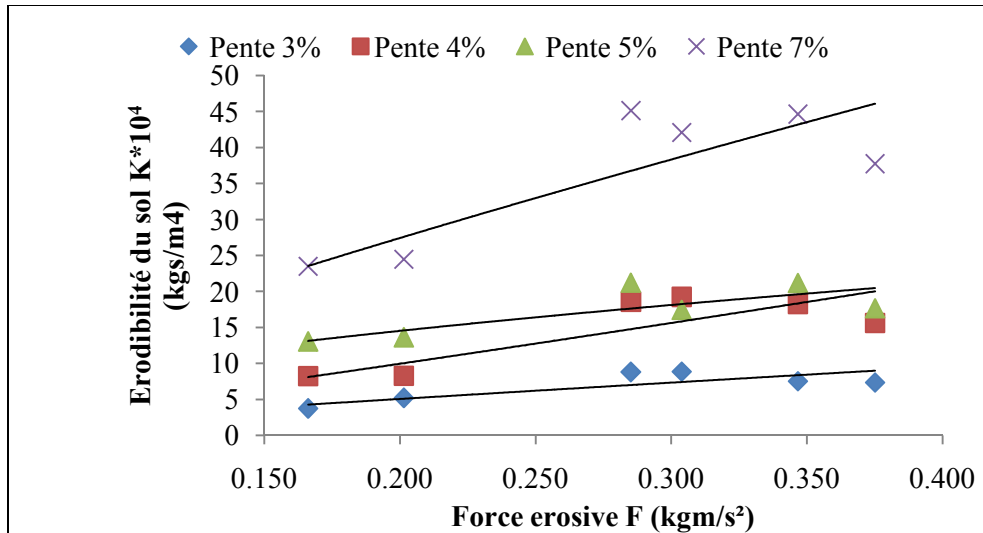 Pente 3% Pente 4% Pente 5% Pente 7%
Erodibilité du sol K*10⁴
(kgs/m4)
50
45
40
35
30
25
20
15
10
5
0
0.150 0.200 0.250 0.300 0.350 0.400
Force erosive F (kgm/s²)